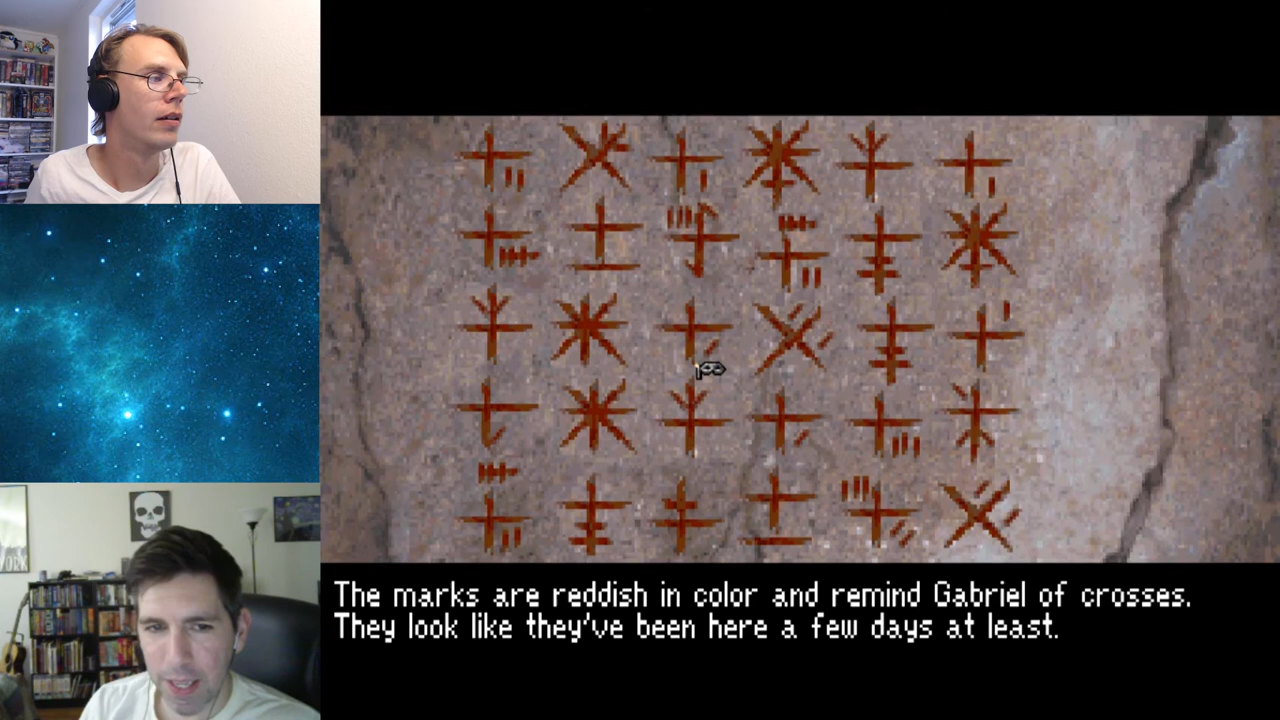 The marks are reddish in color and remind Gabriel of crosses.
They look like they've been here a few days at least.